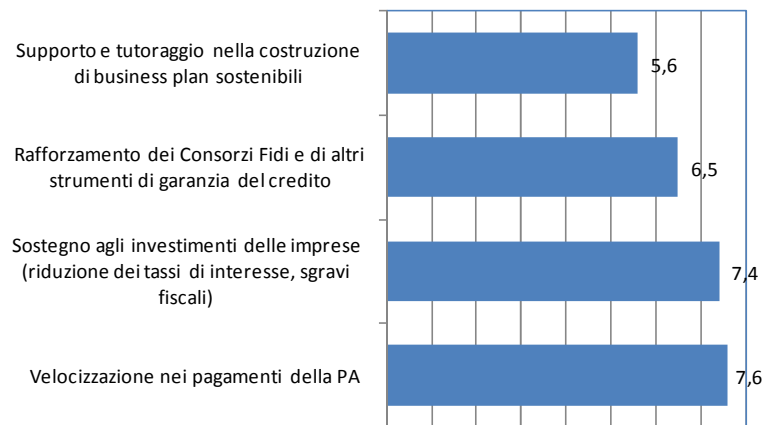 Supporto e tutoraggio nella costruzione
di business plan sostenibili
5,6
Rafforzamento dei Consorzi Fidi e di altri
strumenti di garanzia del credito
6,5
Sostegno agli investimenti delle imprese
(riduzione dei tassi di interesse, sgravi
fiscali)
7,4
Velocizzazione nei pagamenti della PA
7,6